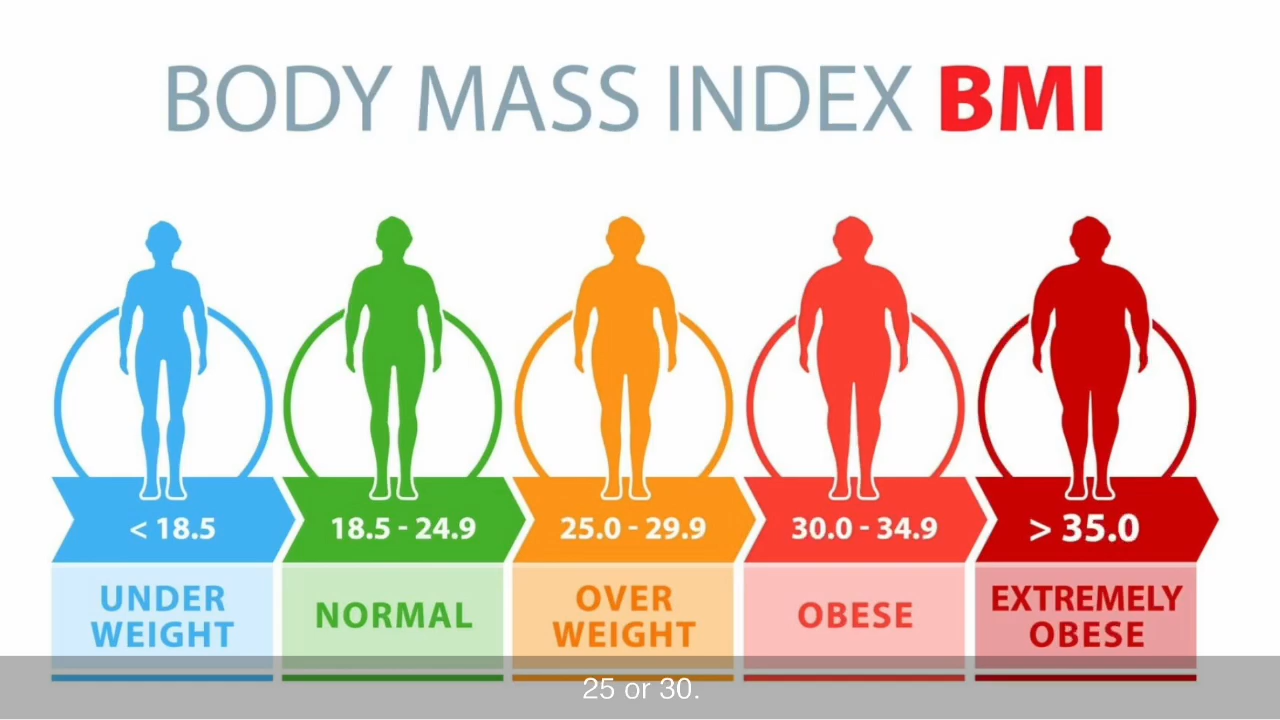 BODY MASS INDEX BMI
< 18.5
18.5 - 24.9
25.0 - 29.9
30.0 - 34.9
> 35.0
UNDER
WEIGHT
NORMAL
OVER
WEIGHT
OBESE
EXTREMELY
OBESE
25 or 30.